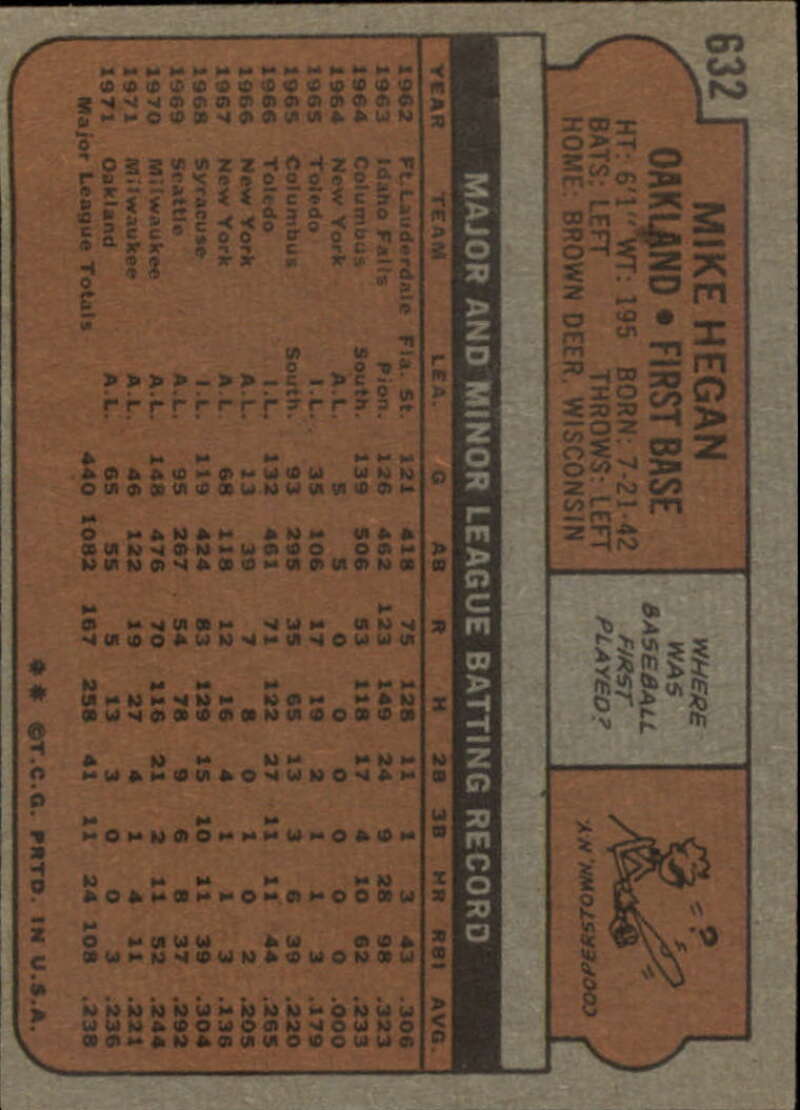 632
MIKE HEGAN
OAKLAND • FIRST BASE
HT: 6'1" WT: 195 BORN: 7-21-42
BATS: LEFT THROWS: LEFT
HOME: BROWN DEER, WISCONSIN
WHERE
WAS
BASEBALL
FIRST
PLAYED?
?
COOPERSTOWN, N.Y.
MAJOR AND MINOR LEAGUE BATTING RECORD
YEAR TEAM LEA. G AB R H 2B 3B HR RBI AVG.
1962 Ft. Lauderdale Fla. St. 121 418 75 128 11 1 3 43 .306
1963 Idaho Falls Pion. 126 462 123 149 24 9 28 98 .323
1964 Columbus South. 139 506 53 118 17 4 10 62 .233
1964 New York A.L. 5 5 0 0 0 0 0 0 .000
1965 Toledo I.L. 35 106 17 19 2 1 1 3 .179
1965 Columbus South. 93 295 35 65 13 3 6 39 .220
1966 Toledo I.L. 132 461 71 122 27 11 11 44 .265
1966 New York A.L. 13 39 7 8 0 1 0 2 .205
1967 New York A.L. 68 118 12 16 4 1 1 3 .136
1968 Syracuse I.L. 119 424 83 129 15 10 11 39 .304
1969 Seattle A.L. 95 267 54 78 9 6 8 37 .292
1970 Milwaukee A.L. 148 476 70 116 21 2 11 52 .244
1971 Milwaukee A.L. 46 122 19 27 4 1 4 11 .221
1971 Oakland A.L. 65 55 5 13 3 0 0 3 .236
Major League Totals 440 1082 167 258 41 11 24 108 .238
** ©T.C.G. PRTD. IN U.S.A.